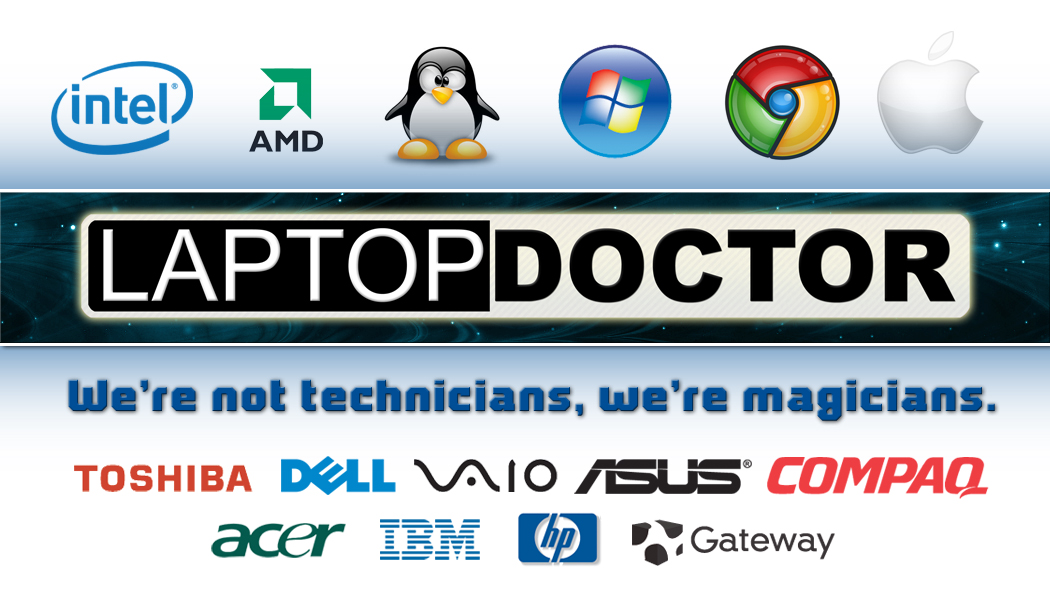 intel®
AMD
LAPTOPDOCTOR
We're not technicians, we're magicians.
TOSHIBA DELL VAIO ASUS® COMPAQ
acer IBM hp Gateway